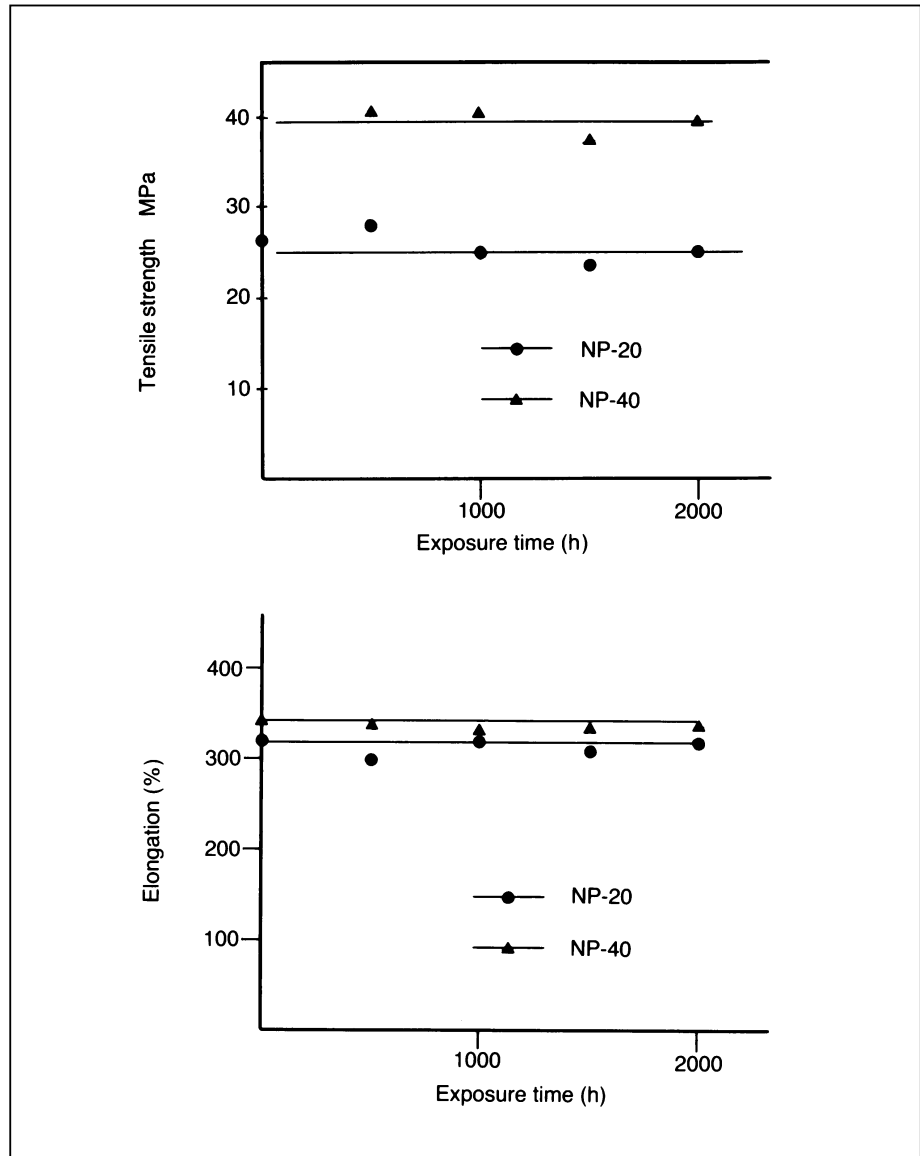 Tensile strength MPa
40
30
20
10
NP-20
NP-40
1000
2000
Exposure time (h)
Elongation (%)
400
300
200
100
NP-20
NP-40
1000
2000
Exposure time (h)